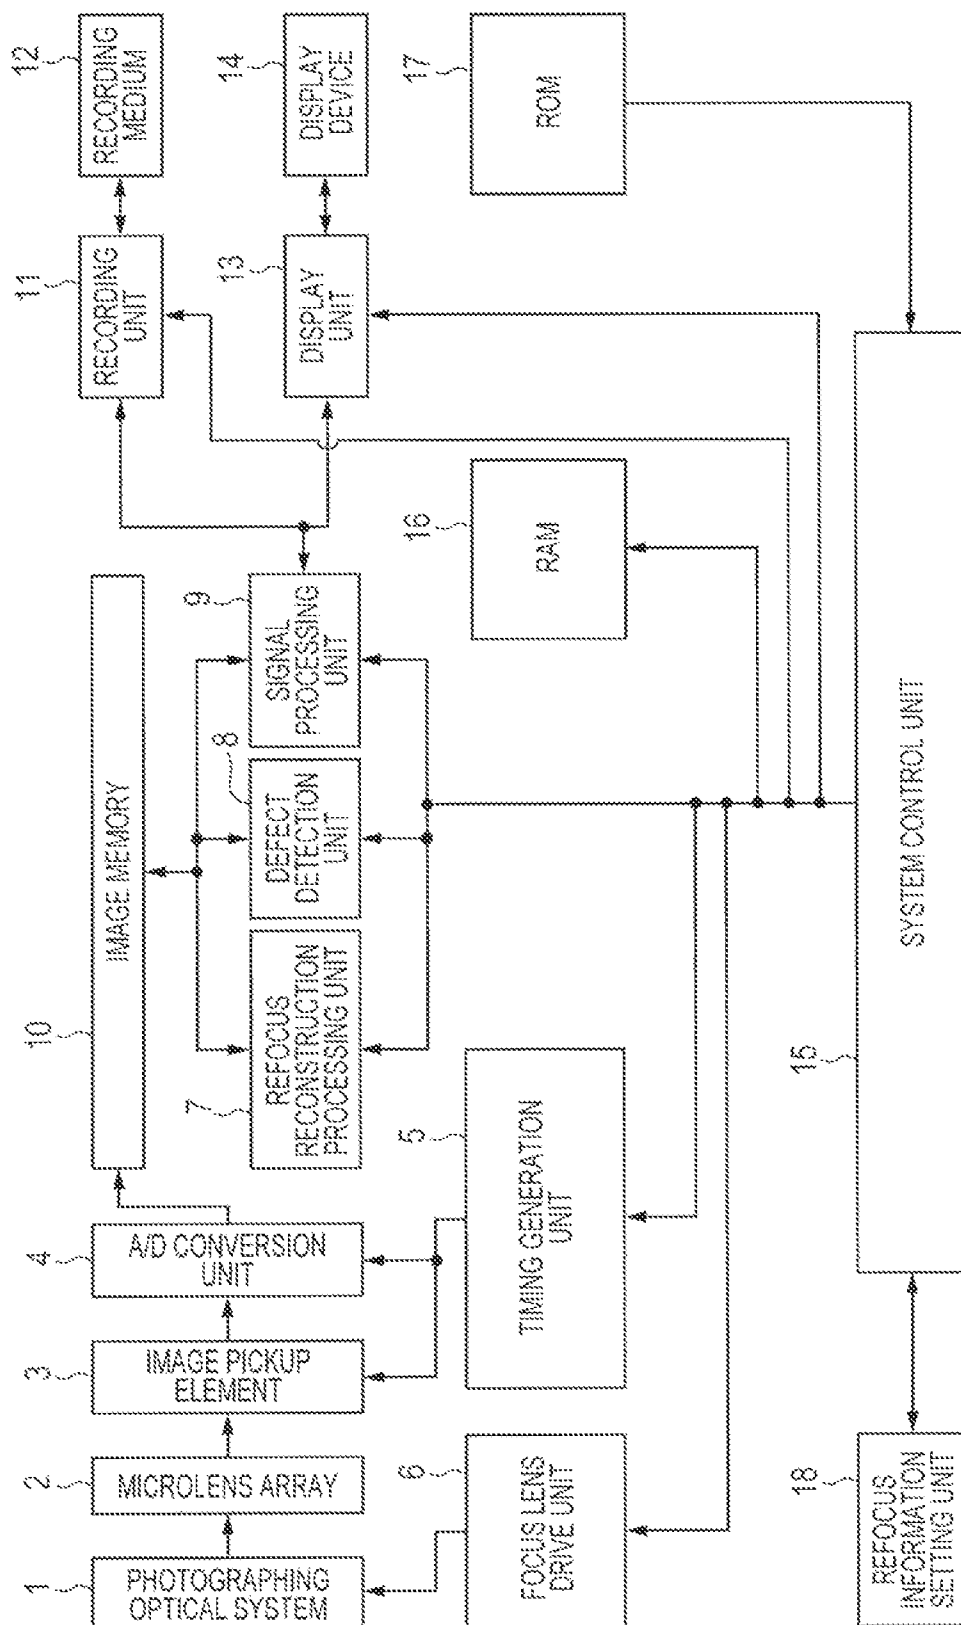 1
PHOTOGRAPHING
OPTICAL SYSTEM
2
MICROLENS ARRAY
3
IMAGE PICKUP
ELEMENT
4
A/D CONVERSION
UNIT
10
IMAGE MEMORY
7
REFOCUS
RECONSTRUCTION
PROCESSING UNIT
8
DEFECT
DETECTION
UNIT
9
SIGNAL
PROCESSING
UNIT
11
RECORDING
UNIT
12
RECORDING
MEDIUM
13
DISPLAY
UNIT
14
DISPLAY
DEVICE
6
FOCUS LENS
DRIVE UNIT
5
TIMING GENERATION
UNIT
16
RAM
17
ROM
18
REFOCUS
INFORMATION
SETTING UNIT
15
SYSTEM CONTROL UNIT